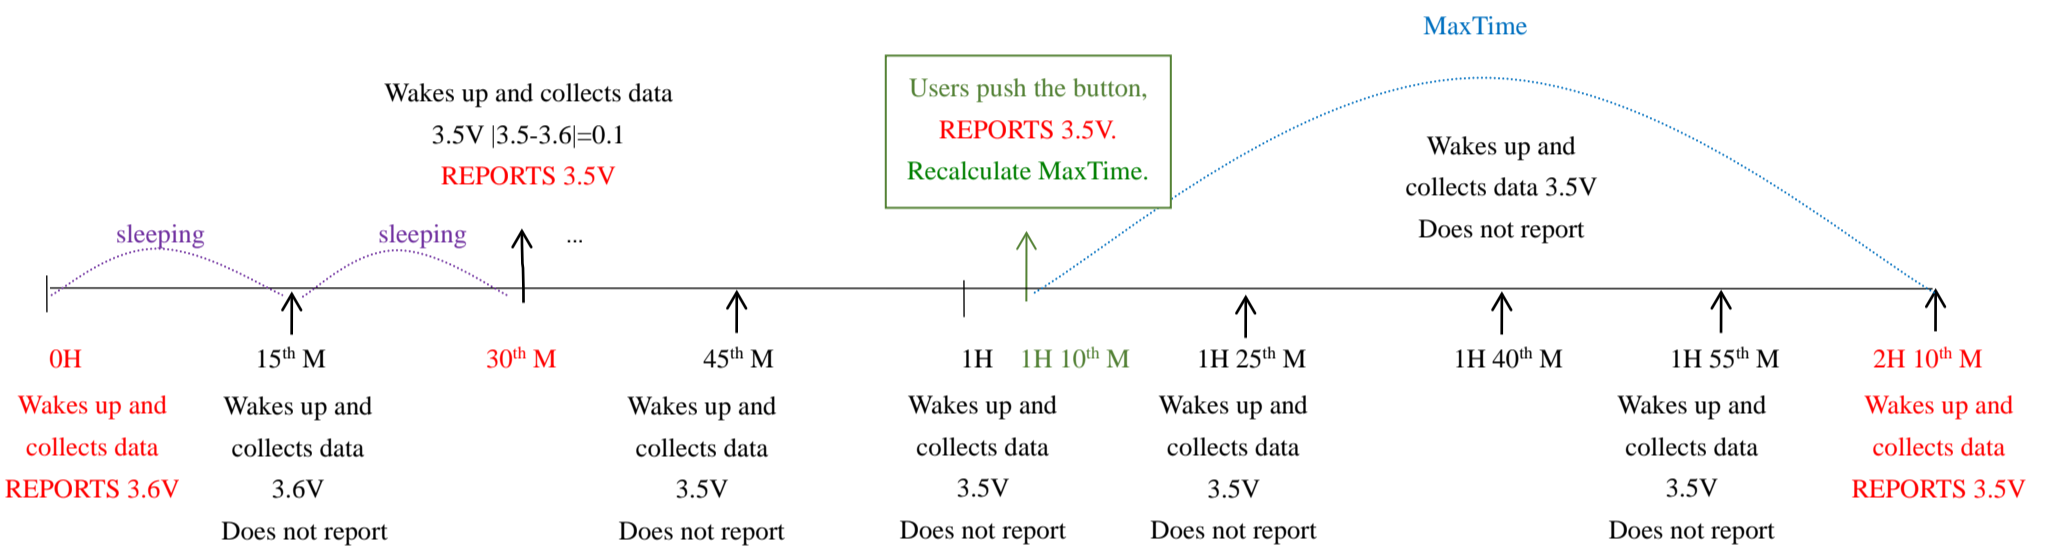 MaxTime
Wakes up and collects data
3.5V |3.5-3.6|=0.1
REPORTS 3.5V
Users push the button,
REPORTS 3.5V.
Recalculate MaxTime.
Wakes up and
collects data 3.5V
Does not report
sleeping
sleeping
...
0H
15th M
30th M
45th M
1H
1H 10th M
1H 25th M
1H 40th M
1H 55th M
2H 10th M
Wakes up and
collects data
REPORTS 3.6V
Wakes up and
collects data
3.6V
Does not report
Wakes up and
collects data
3.5V
Does not report
Wakes up and
collects data
3.5V
Does not report
Wakes up and
collects data
3.5V
Does not report
Wakes up and
collects data
3.5V
Does not report
Wakes up and
collects data
REPORTS 3.5V